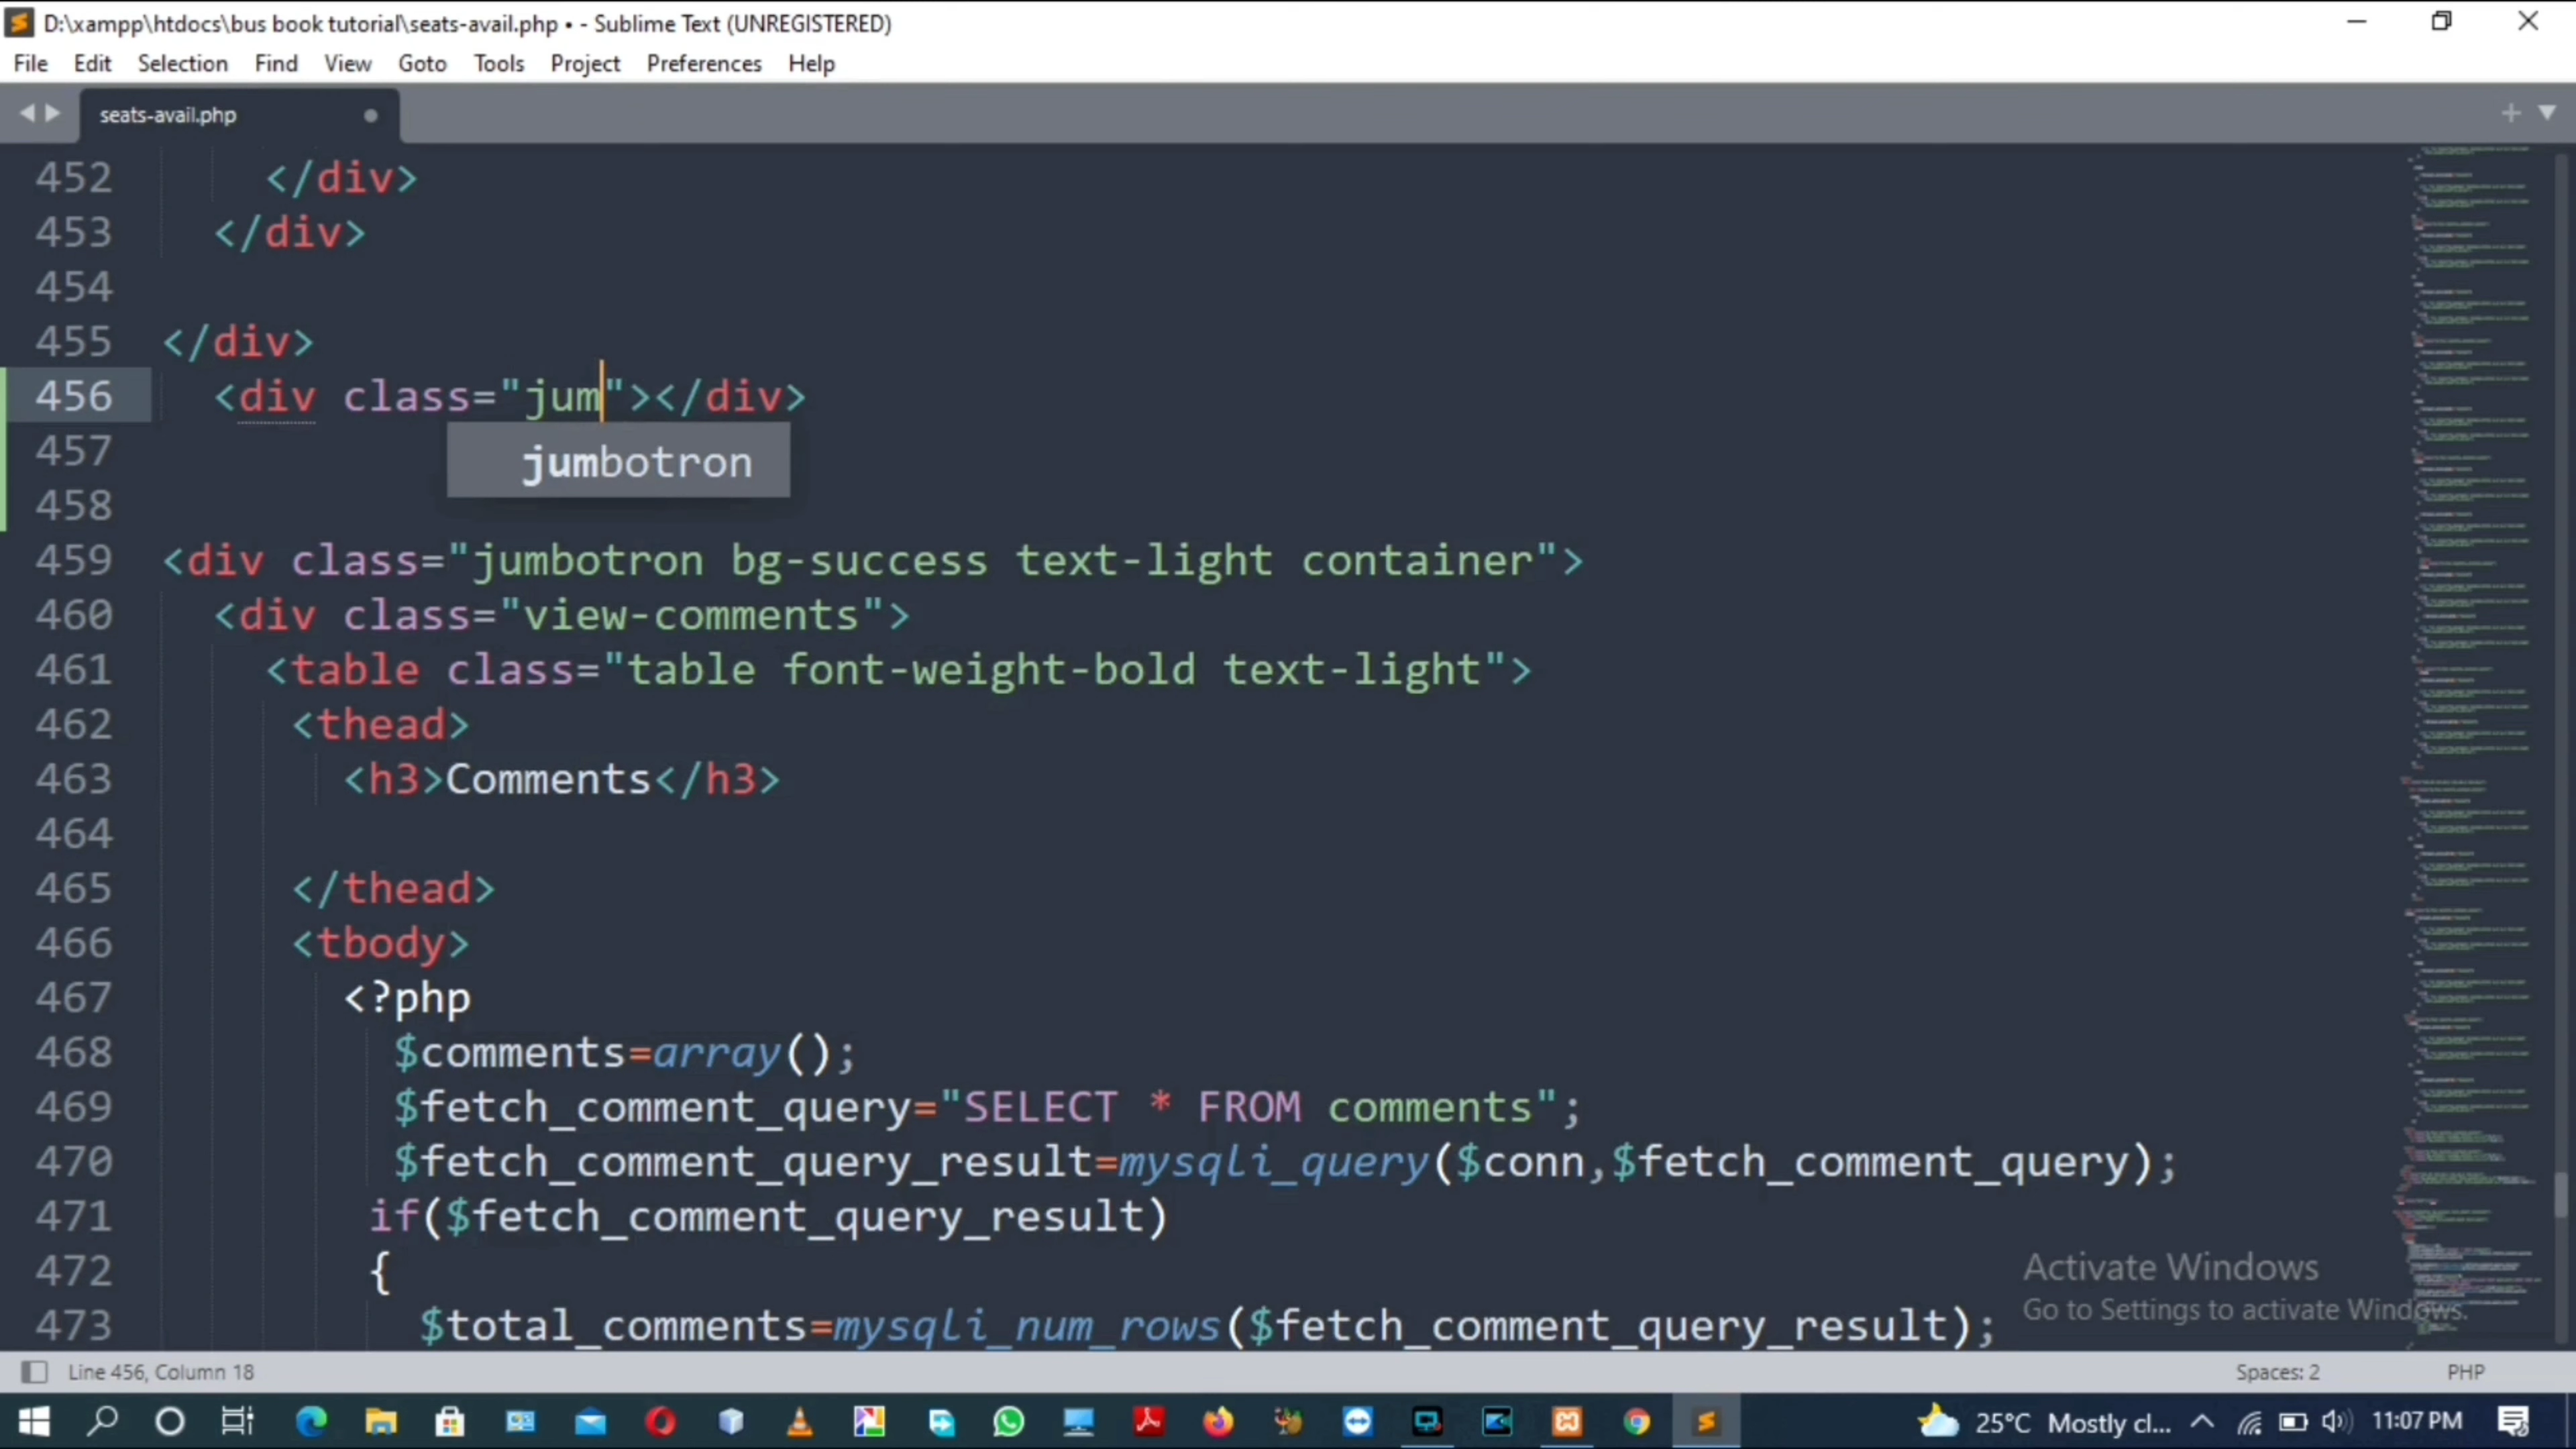 D:\xampp\htdocs\bus book tutorial\seats-avail.php • - Sublime Text (UNREGISTERED)
File Edit Selection Find View Goto Tools Project Preferences Help
seats-avail.php
452 </div>
453 </div>
454
455 </div>
456 <div class="jum"></div>
457 jumbotron
458
459 <div class="jumbotron bg-success text-light container">
460 <div class="view-comments">
461 <table class="table font-weight-bold text-light">
462 <thead>
463 <h3>Comments</h3>
464
465 </thead>
466 <tbody>
467 <?php
468 $comments=array();
469 $fetch_comment_query="SELECT * FROM comments";
470 $fetch_comment_query_result=mysqli_query($conn,$fetch_comment_query);
471 if($fetch_comment_query_result)
472 {
473 $total_comments=mysqli_num_rows($fetch_comment_query_result);
Activate Windows
Go to Settings to activate Windows.
Line 456, Column 18 Spaces: 2 PHP
25°C Mostly cl... 11:07 PM